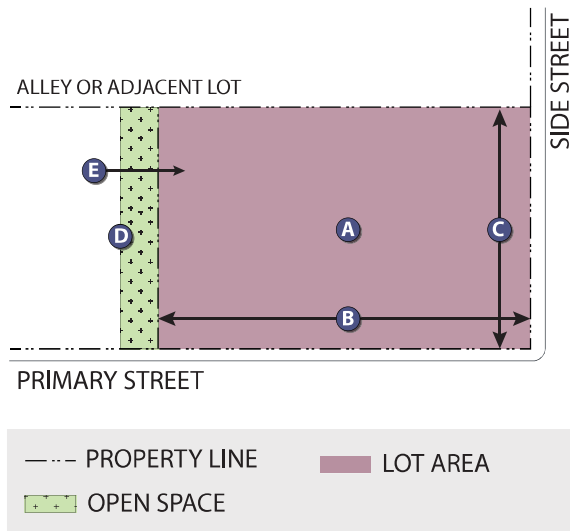 SIDE STREET
ALLEY OR ADJACENT LOT
E
D
A
C
B
PRIMARY STREET
PROPERTY LINE
LOT AREA
OPEN SPACE